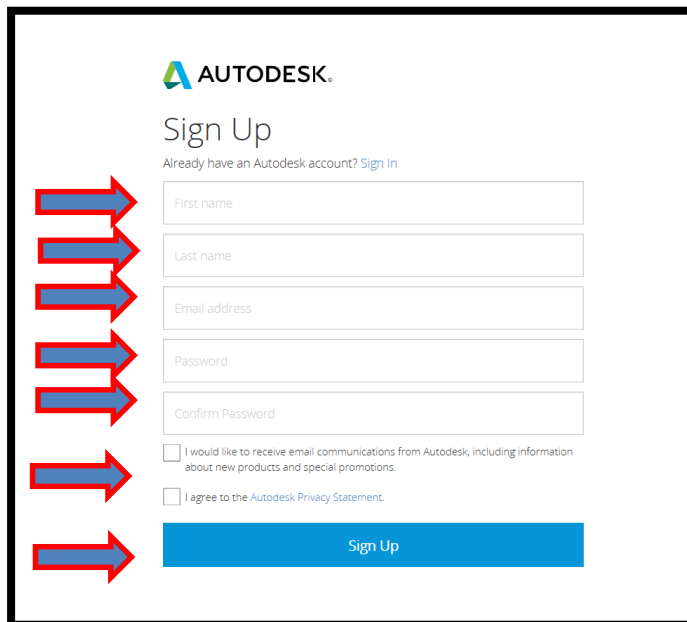 AUTODESK.
Sign Up
Already have an Autodesk account? Sign In
First name
Last name
Email address
Password
Confirm Password
I would like to receive email communications from Autodesk, including information
about new products and special promotions.
I agree to the Autodesk Privacy Statement.
Sign Up